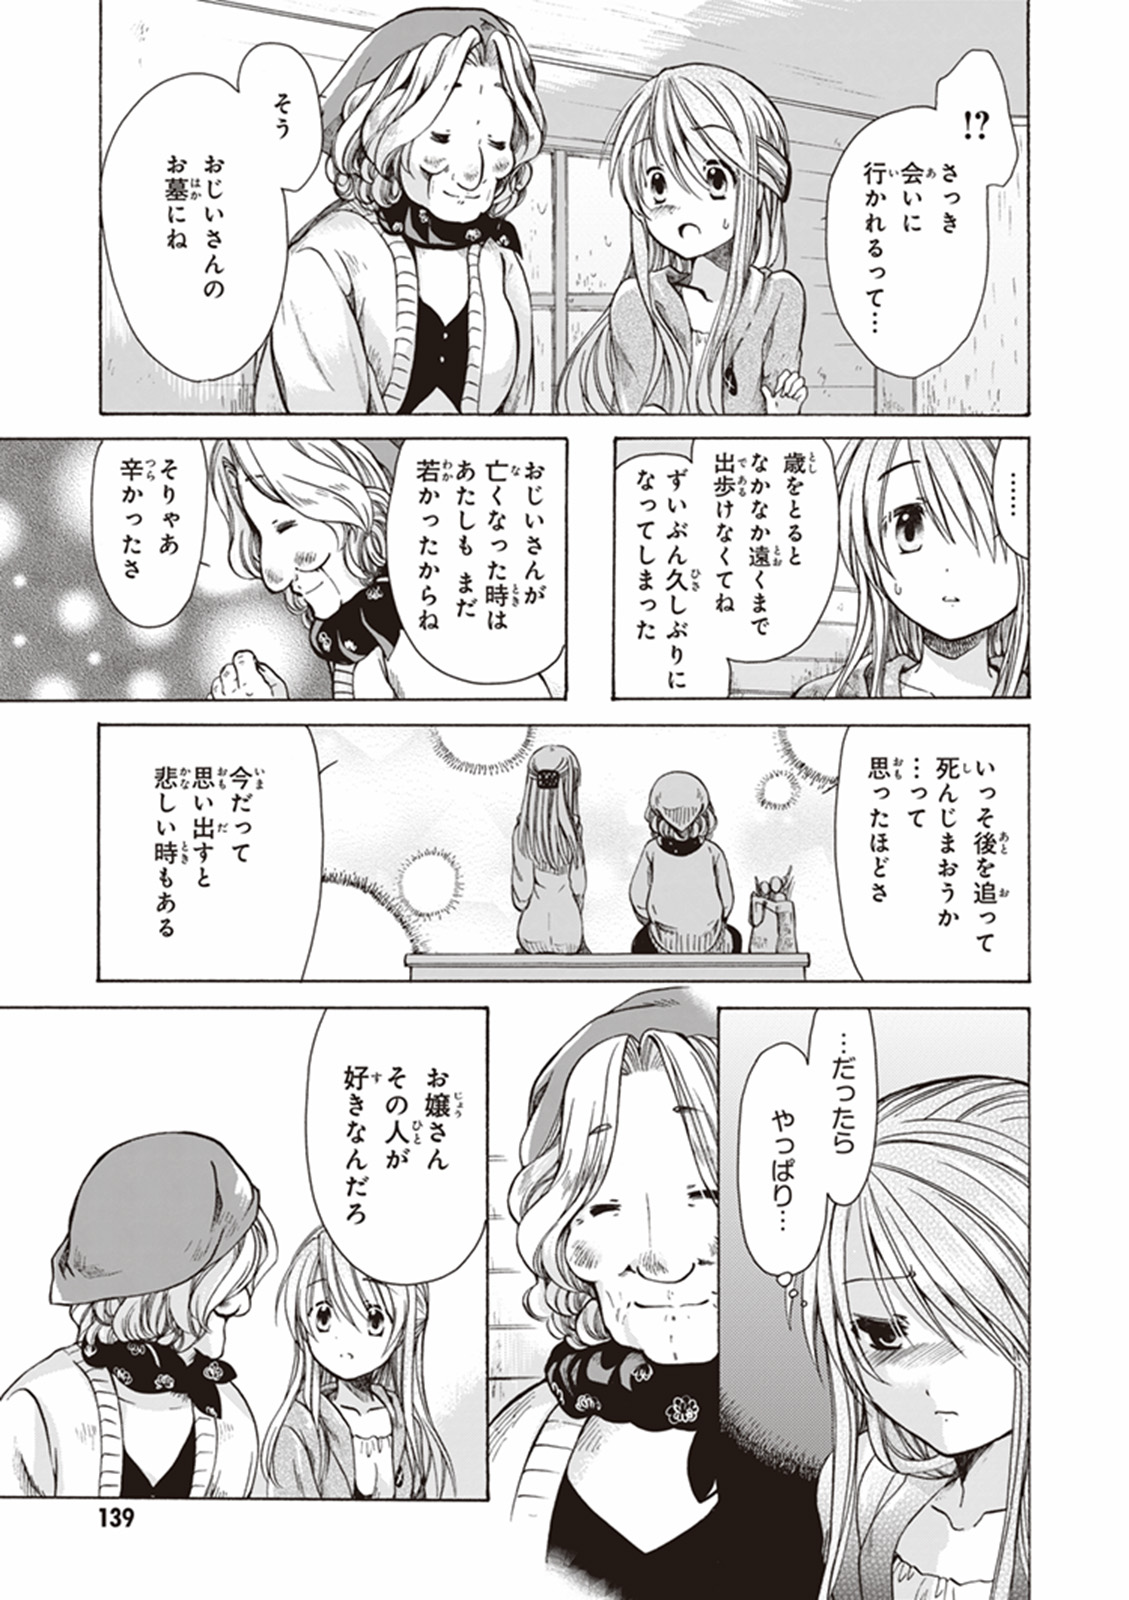 !?
さっき
会いに
行かれるって…
そう
おじいさんの
お墓にね
……
歳をとると
なかなか遠くまで
出歩けなくてね
ずいぶん久しぶりに
なってしまった
おじいさんが
亡くなった時は
あたしも まだ
若かったからね
そりゃあ
辛かったさ
いっそ後を追って
死んじまおうか
…って
思ったほどさ
今だって
思い出すと
悲しい時もある
…だったら
やっぱり…
お嬢さん
その人が
好きなんだろ
139